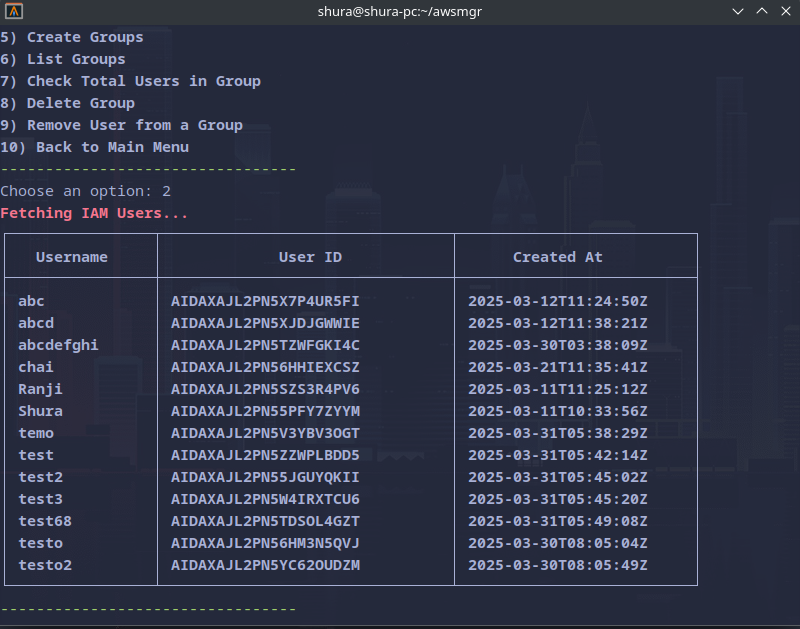 shura@shura-pc:~/awsmgr
5) Create Groups
6) List Groups
7) Check Total Users in Group
8) Delete Group
9) Remove User from a Group
10) Back to Main Menu
---------------------------------
Choose an option: 2
Fetching IAM Users...
Username User ID Created At
abc AIDAXAJL2PN5X7P4UR5FI 2025-03-12T11:24:50Z
abcd AIDAXAJL2PN5XJDJGWWIE 2025-03-12T11:38:21Z
abcdefghi AIDAXAJL2PN5TZWFGKI4C 2025-03-30T03:38:09Z
chai AIDAXAJL2PN56HHIEXCSZ 2025-03-21T11:35:41Z
Ranji AIDAXAJL2PN5SZS3R4PV6 2025-03-11T11:25:12Z
Shura AIDAXAJL2PN55PFY7ZYYM 2025-03-11T10:33:56Z
temo AIDAXAJL2PN5V3YBV3OGT 2025-03-31T05:38:29Z
test AIDAXAJL2PN5ZZWPLBDD5 2025-03-31T05:42:14Z
test2 AIDAXAJL2PN55JGUYQKII 2025-03-31T05:45:02Z
test3 AIDAXAJL2PN5W4IRXTCU6 2025-03-31T05:45:20Z
test68 AIDAXAJL2PN5TDSOL4GZT 2025-03-31T05:49:08Z
testo AIDAXAJL2PN56HM3N5QVJ 2025-03-30T08:05:04Z
testo2 AIDAXAJL2PN5YC62OUDZM 2025-03-30T08:05:49Z
---------------------------------